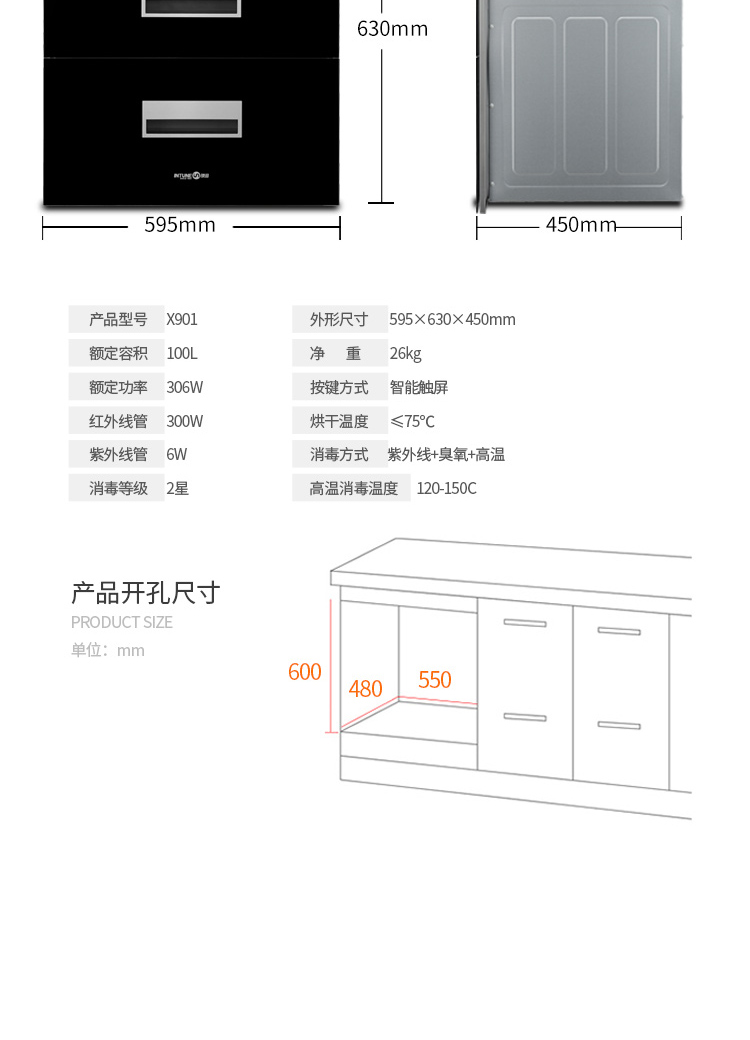 630mm
595mm
450mm
产品型号 X901
外形尺寸 595×630×450mm
额定容积 100L
净 重 26kg
额定功率 306W
按键方式 智能触屏
红外线管 300W
烘干温度 ≤75℃
紫外线管 6W
消毒方式 紫外线+臭氧+高温
消毒等级 2星
高温消毒温度 120-150C
产品开孔尺寸
PRODUCT SIZE
单位：mm
600
480
550